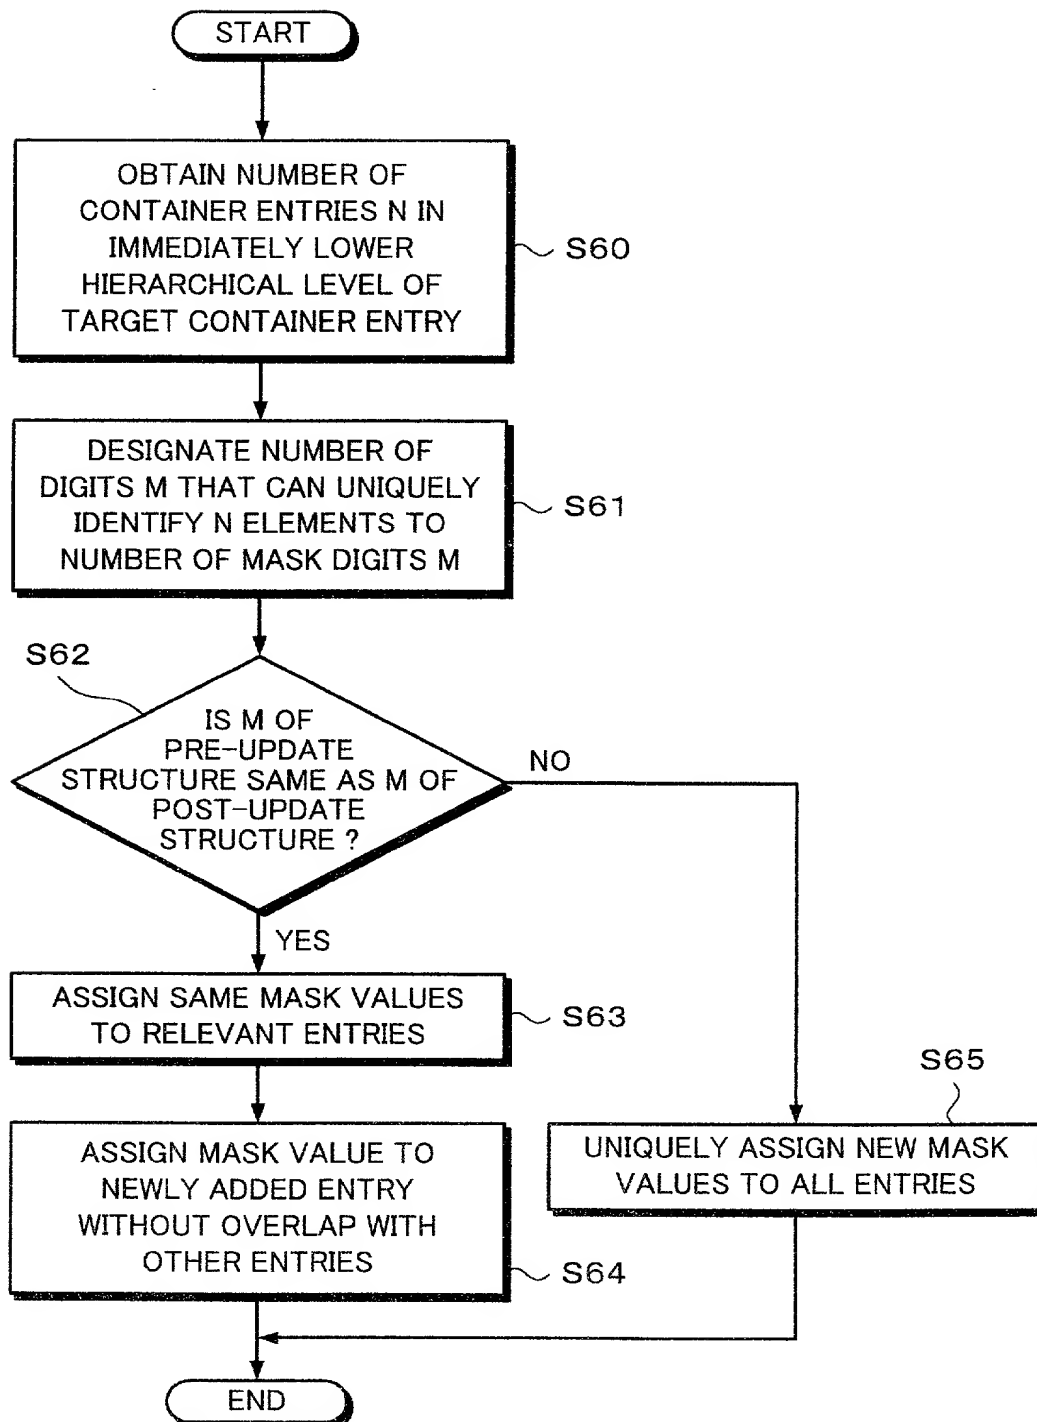 START
OBTAIN NUMBER OF
CONTAINER ENTRIES N IN
IMMEDIATELY LOWER
HIERARCHICAL LEVEL OF
TARGET CONTAINER ENTRY
S60
DESIGNATE NUMBER OF
DIGITS M THAT CAN UNIQUELY
IDENTIFY N ELEMENTS TO
NUMBER OF MASK DIGITS M
S61
S62
IS M OF
PRE-UPDATE
STRUCTURE SAME AS M OF
POST-UPDATE
STRUCTURE ?
NO
YES
ASSIGN SAME MASK VALUES
TO RELEVANT ENTRIES
S63
ASSIGN MASK VALUE TO
NEWLY ADDED ENTRY
WITHOUT OVERLAP WITH
OTHER ENTRIES
S64
S65
UNIQUELY ASSIGN NEW MASK
VALUES TO ALL ENTRIES
END